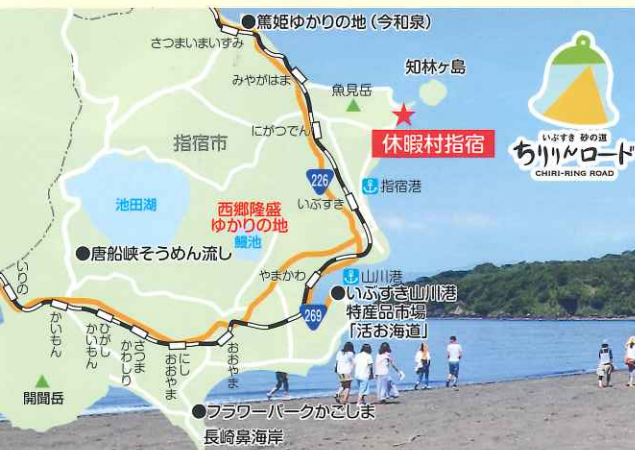 篤姫ゆかりの地(今和泉)
さつまいまいずみ
みやがはま
魚見岳
知林ヶ島
にがつでん
休暇村指宿
いぶすき 砂の道
ちりりんロード
CHIRI-RING ROAD
指宿市
226
いぶすき
指宿港
池田湖
西郷隆盛
ゆかりの地
鰻池
唐船峡そうめん流し
やまかわ
山川港
いぶすき山川港
特産品市場
「活お海道」
269
いりの
かいもん
ひがし
かいもん
さつま
かわしり
にし
おおやま
おおやま
開聞岳
フラワーパークかごしま
長崎鼻海岸